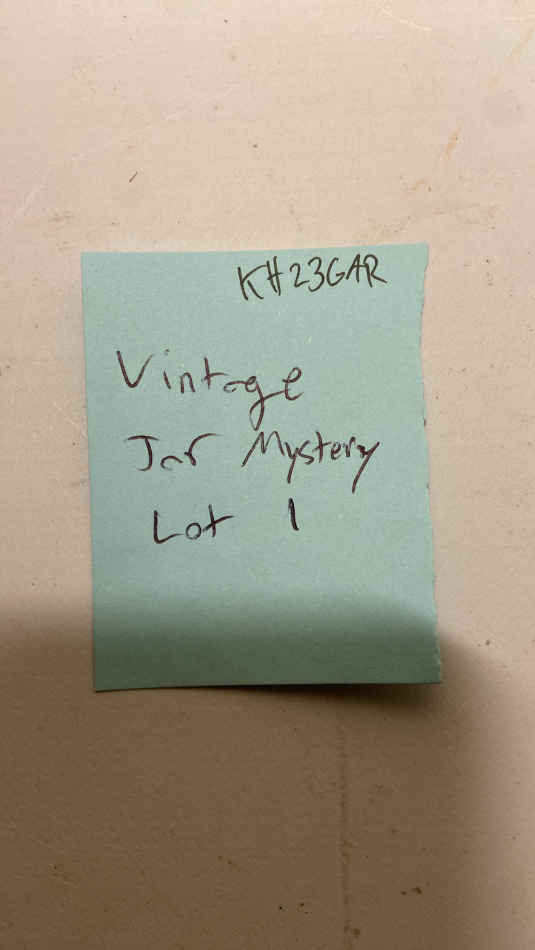 KH23GAR
Vintage
Jar Mystery
Lot 1